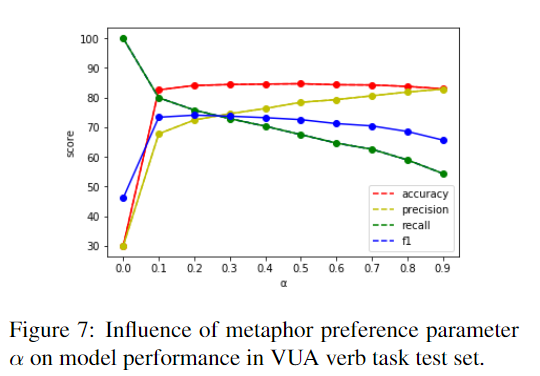 100
90
80
70
60
50
40
30
score
0.0 0.1 0.2 0.3 0.4 0.5 0.6 0.7 0.8 0.9
α
accuracy
precision
recall
f1
Figure 7: Influence of metaphor preference parameter
α on model performance in VUA verb task test set.